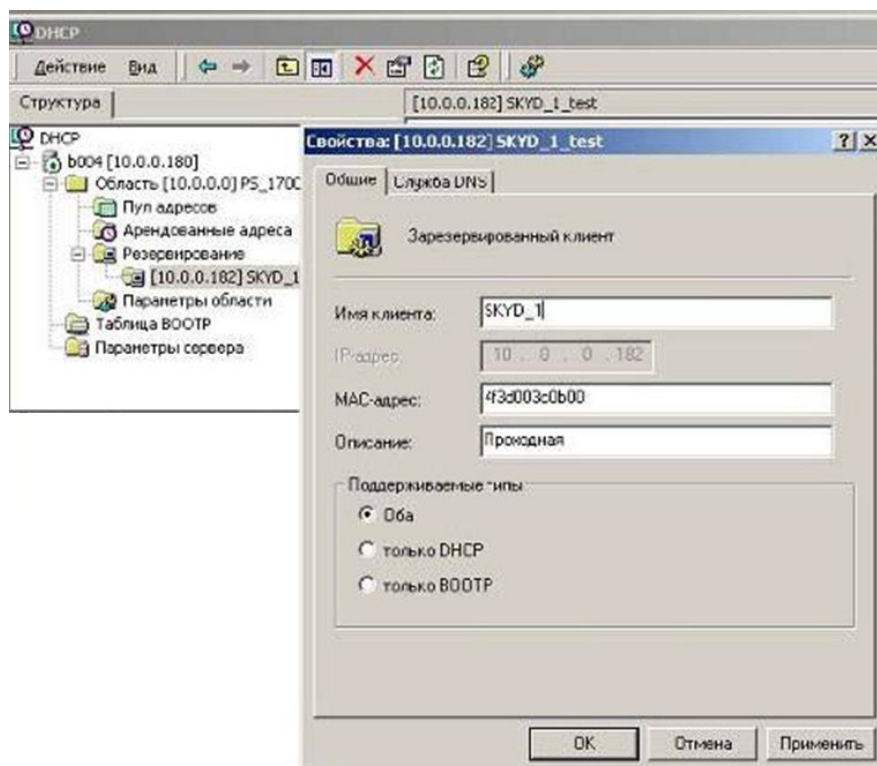 DHCP
Действие Вид
Структура
[10.0.0.182] SKYD_1_test
DHCP
b004 [10.0.0.180]
Область [10.0.0.0] PS_170
Пул адресов
Арендованные адреса
Резервирование
[10.0.0.182] SKYD_1
Параметры области
Таблица BOOTP
Параметры сервера
Свойства: [10.0.0.182] SKYD_1_test
Общие
Служба DNS
Зарезервированный клиент
Имя клиента:
SKYD_1
IP-адрес:
10 . 0 . 0 . 182
MAC-адрес:
4f3d003c0b00
Описание:
Проходная
Поддерживаемые типы
Оба
только DHCP
только BOOTP
OK
Отмена
Применить